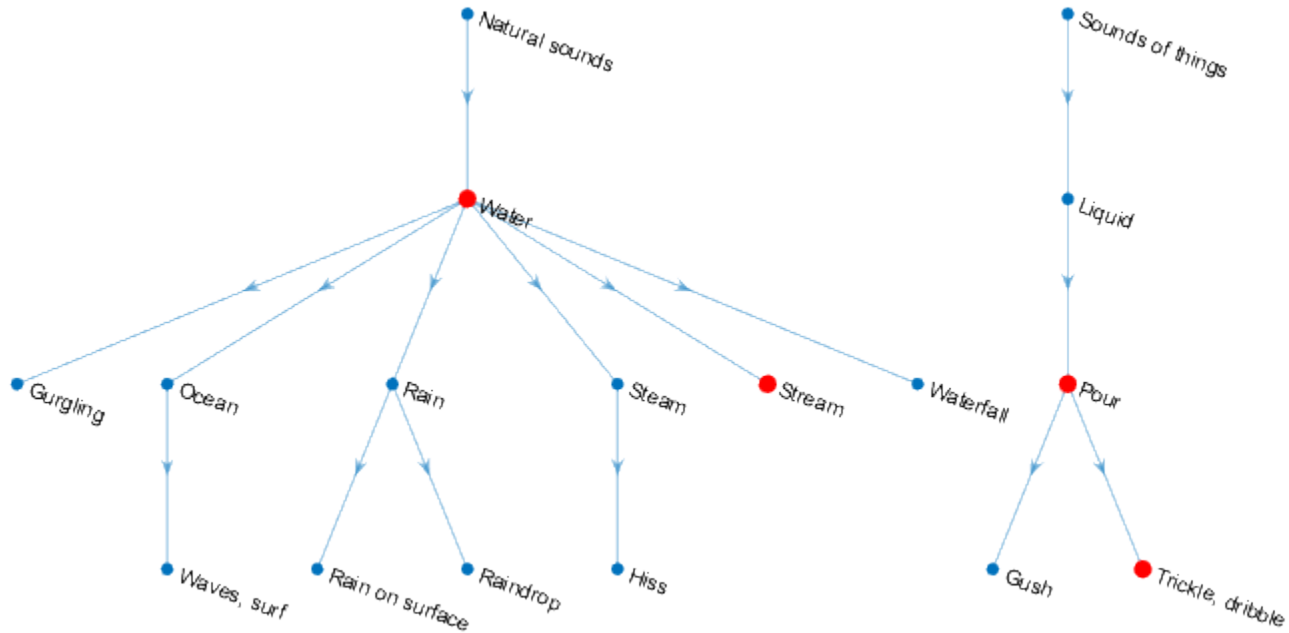 Natural sounds
Sounds of things
Water
Liquid
Gurgling
Ocean
Rain
Steam
Stream
Waterfall
Pour
Waves, surf
Rain on surface
Raindrop
Hiss
Gush
Trickle, dribble